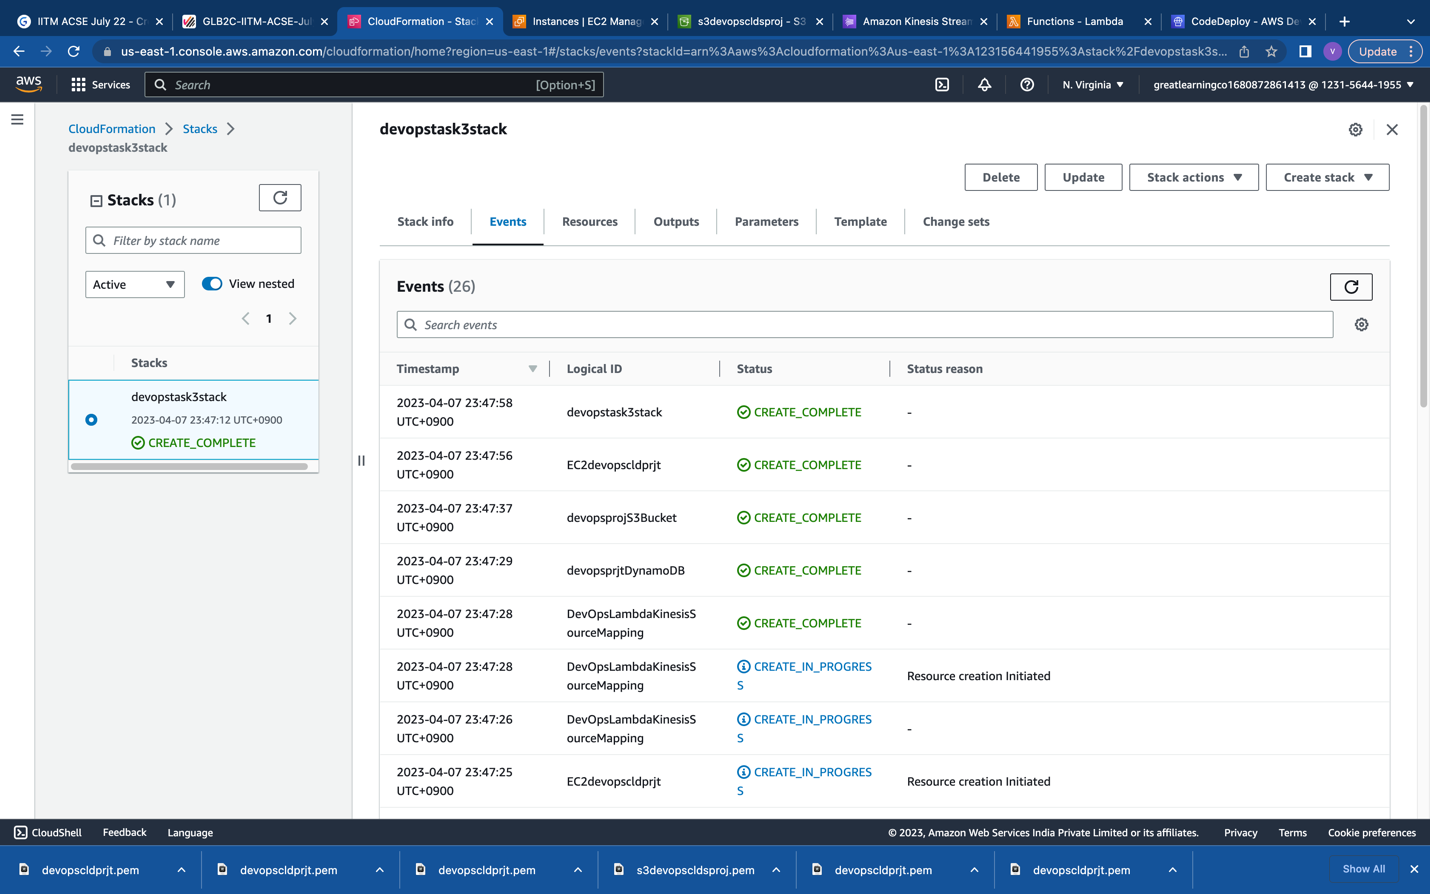 IITM ACSE July 22 - Cr
GLB2C-IITM-ACSE-Jul
CloudFormation - Stac
Instances | EC2 Manag
s3devopscldsproj - S3
Amazon Kinesis Stream
Functions - Lambda
CodeDeploy - AWS De
us-east-1.console.aws.amazon.com/cloudformation/home?region=us-east-1#/stacks/events?stackId=arn%3Aaws%3Acloudformation%3Aus-east-1%3A123156441955%3Astack%2Fdevopstask3s...
V
Update
aws
Services
Search
[Option+S]
N. Virginia
greatlearningco1680872861413 @ 1231-5644-1955
CloudFormation
Stacks
devopstask3stack
Stacks (1)
Filter by stack name
Active
View nested
1
Stacks
devopstask3stack
2023-04-07 23:47:12 UTC+0900
CREATE_COMPLETE
devopstask3stack
Delete
Update
Stack actions
Create stack
Stack info
Events
Resources
Outputs
Parameters
Template
Change sets
Events (26)
Search events
Timestamp
Logical ID
Status
Status reason
2023-04-07 23:47:58
UTC+0900
devopstask3stack
CREATE_COMPLETE
-
2023-04-07 23:47:56
UTC+0900
EC2devopscldprjt
CREATE_COMPLETE
-
2023-04-07 23:47:37
UTC+0900
devopsprojS3Bucket
CREATE_COMPLETE
-
2023-04-07 23:47:29
UTC+0900
devopsprjtDynamoDB
CREATE_COMPLETE
-
2023-04-07 23:47:28
UTC+0900
DevOpsLambdaKinesisS
ourceMapping
CREATE_COMPLETE
-
2023-04-07 23:47:28
UTC+0900
DevOpsLambdaKinesisS
ourceMapping
CREATE_IN_PROGRES
S
Resource creation Initiated
2023-04-07 23:47:26
UTC+0900
DevOpsLambdaKinesisS
ourceMapping
CREATE_IN_PROGRES
S
-
2023-04-07 23:47:25
UTC+0900
EC2devopscldprjt
CREATE_IN_PROGRES
S
Resource creation Initiated
CloudShell
Feedback
Language
© 2023, Amazon Web Services India Private Limited or its affiliates.
Privacy
Terms
Cookie preferences
devopscldprjt.pem
devopscldprjt.pem
devopscldprjt.pem
s3devopscldsproj.pem
devopscldprjt.pem
devopscldprjt.pem
Show All